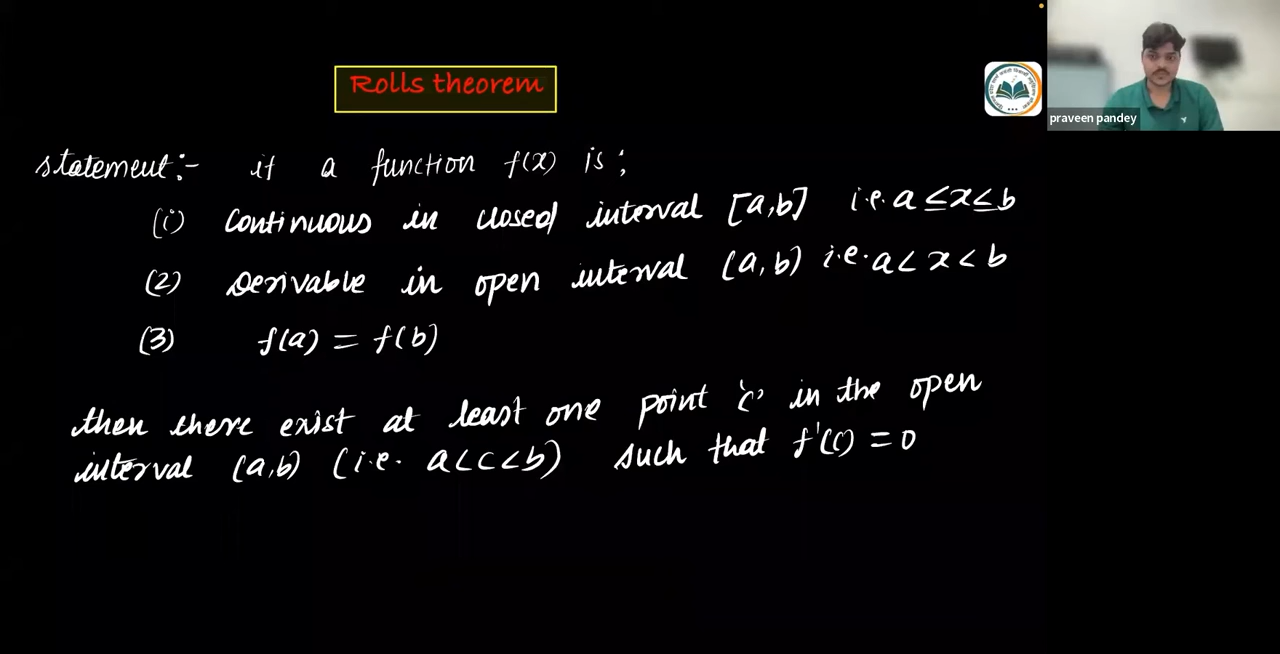 Rolls theorem
praveen pandey
statement:- if a function f(x) is;
(i) continuous in closed interval [a,b] i.e. a ≤ x ≤ b
(2) Derivable in open interval (a,b) i.e. a < x < b
(3) f(a) = f(b)
then there exist at least one point 'c' in the open
interval (a,b) (i.e. a < c < b) such that f'(c) = 0